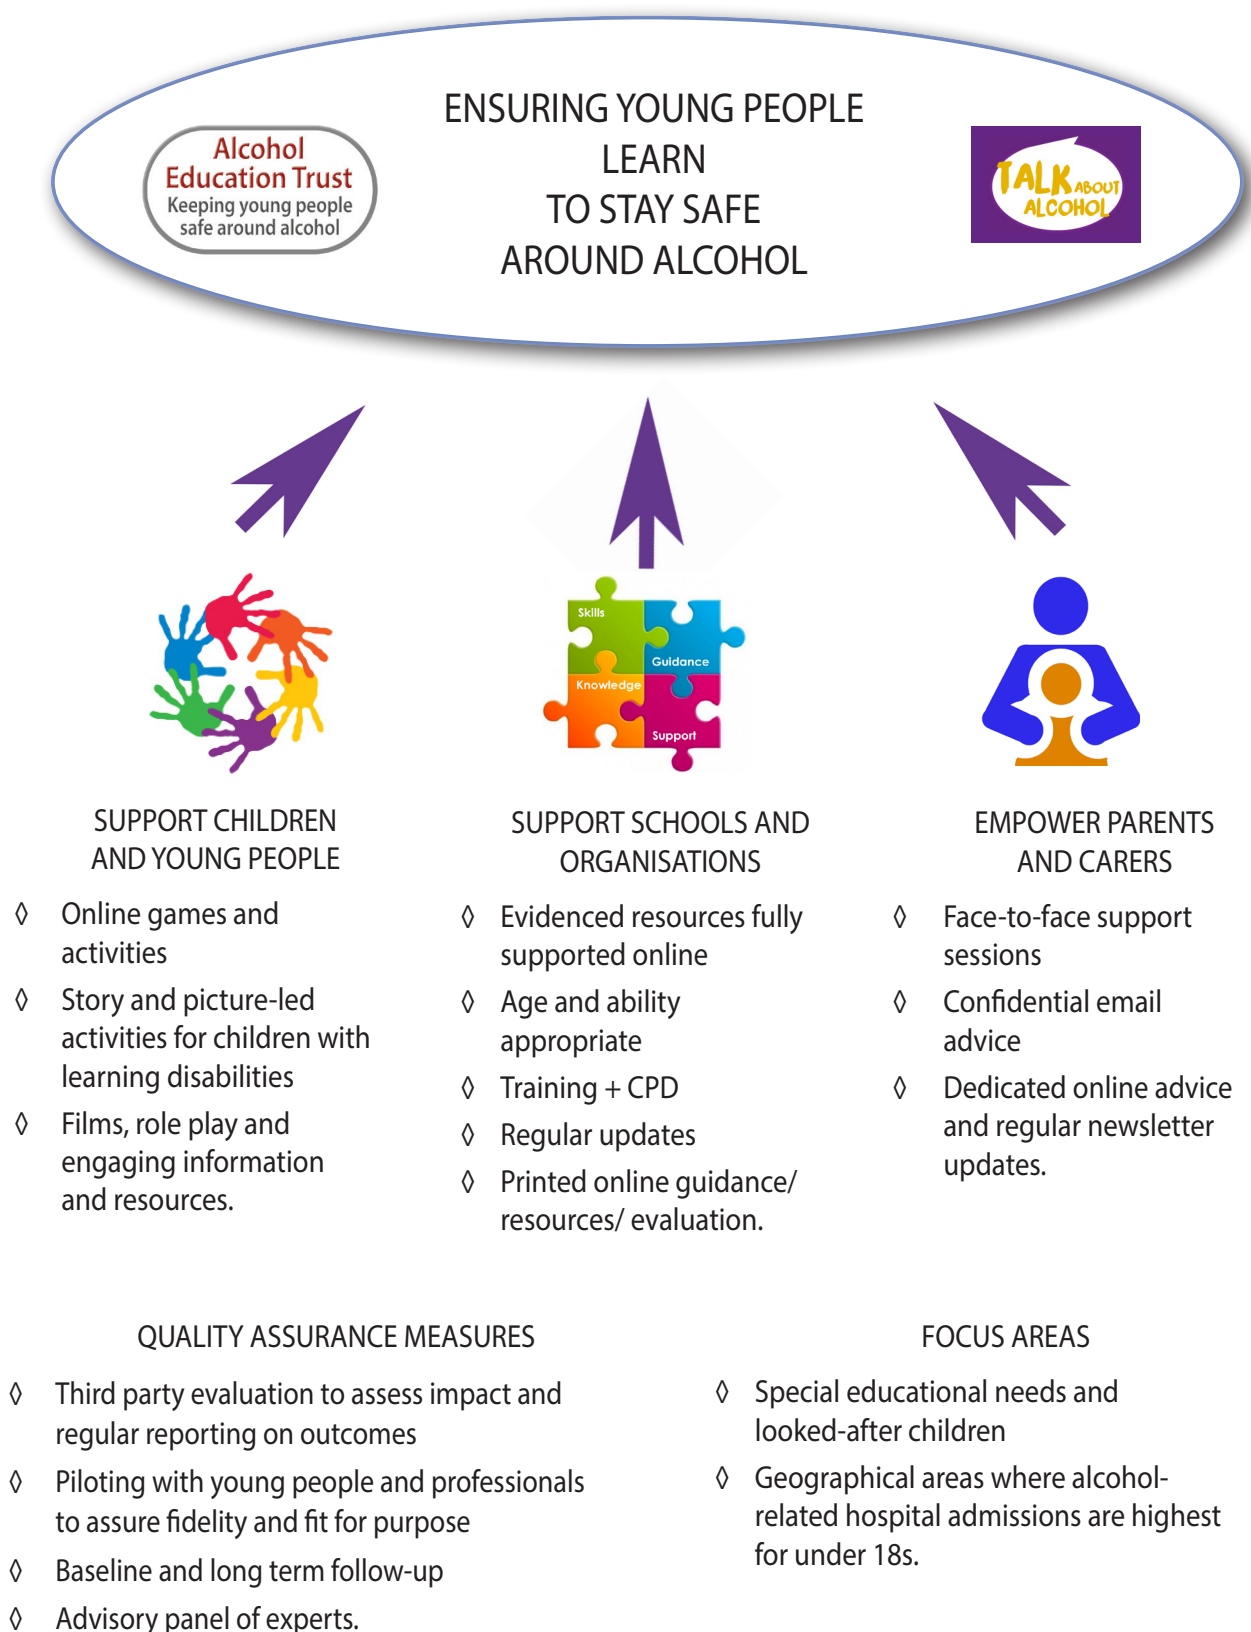 Alcohol
Education Trust
Keeping young people
safe around alcohol
ENSURING YOUNG PEOPLE
LEARN
TO STAY SAFE
AROUND ALCOHOL
TALK ABOUT
ALCOHOL
Skills
Guidance
Knowledge
Support
SUPPORT CHILDREN
AND YOUNG PEOPLE
◊ Online games and
activities
◊ Story and picture-led
activities for children with
learning disabilities
◊ Films, role play and
engaging information
and resources.
SUPPORT SCHOOLS AND
ORGANISATIONS
◊ Evidenced resources fully
supported online
◊ Age and ability
appropriate
◊ Training + CPD
◊ Regular updates
◊ Printed online guidance/
resources/ evaluation.
EMPOWER PARENTS
AND CARERS
◊ Face-to-face support
sessions
◊ Confidential email
advice
◊ Dedicated online advice
and regular newsletter
updates.
QUALITY ASSURANCE MEASURES
◊ Third party evaluation to assess impact and
regular reporting on outcomes
◊ Piloting with young people and professionals
to assure fidelity and fit for purpose
◊ Baseline and long term follow-up
◊ Advisory panel of experts.
FOCUS AREAS
◊ Special educational needs and
looked-after children
◊ Geographical areas where alcohol-
related hospital admissions are highest
for under 18s.